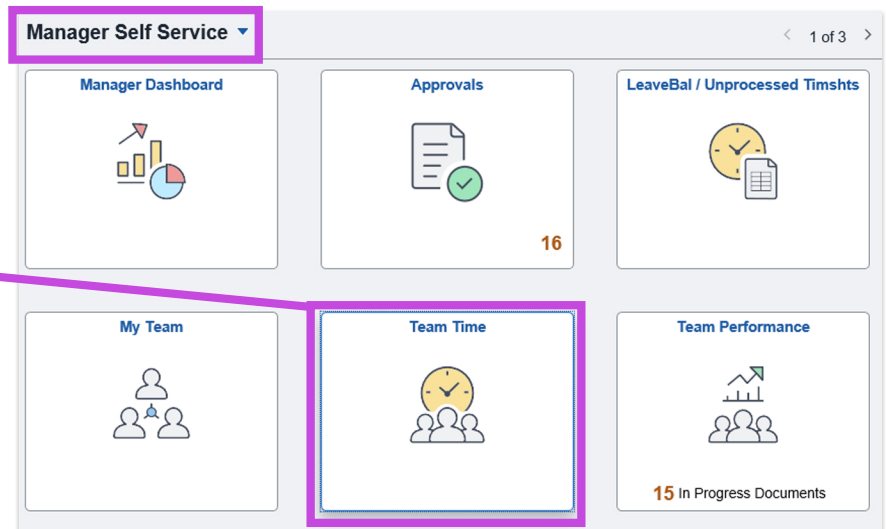 Manager Self Service
1 of 3
Manager Dashboard
Approvals
LeaveBal / Unprocessed Timshts
16
My Team
Team Time
Team Performance
15 In Progress Documents